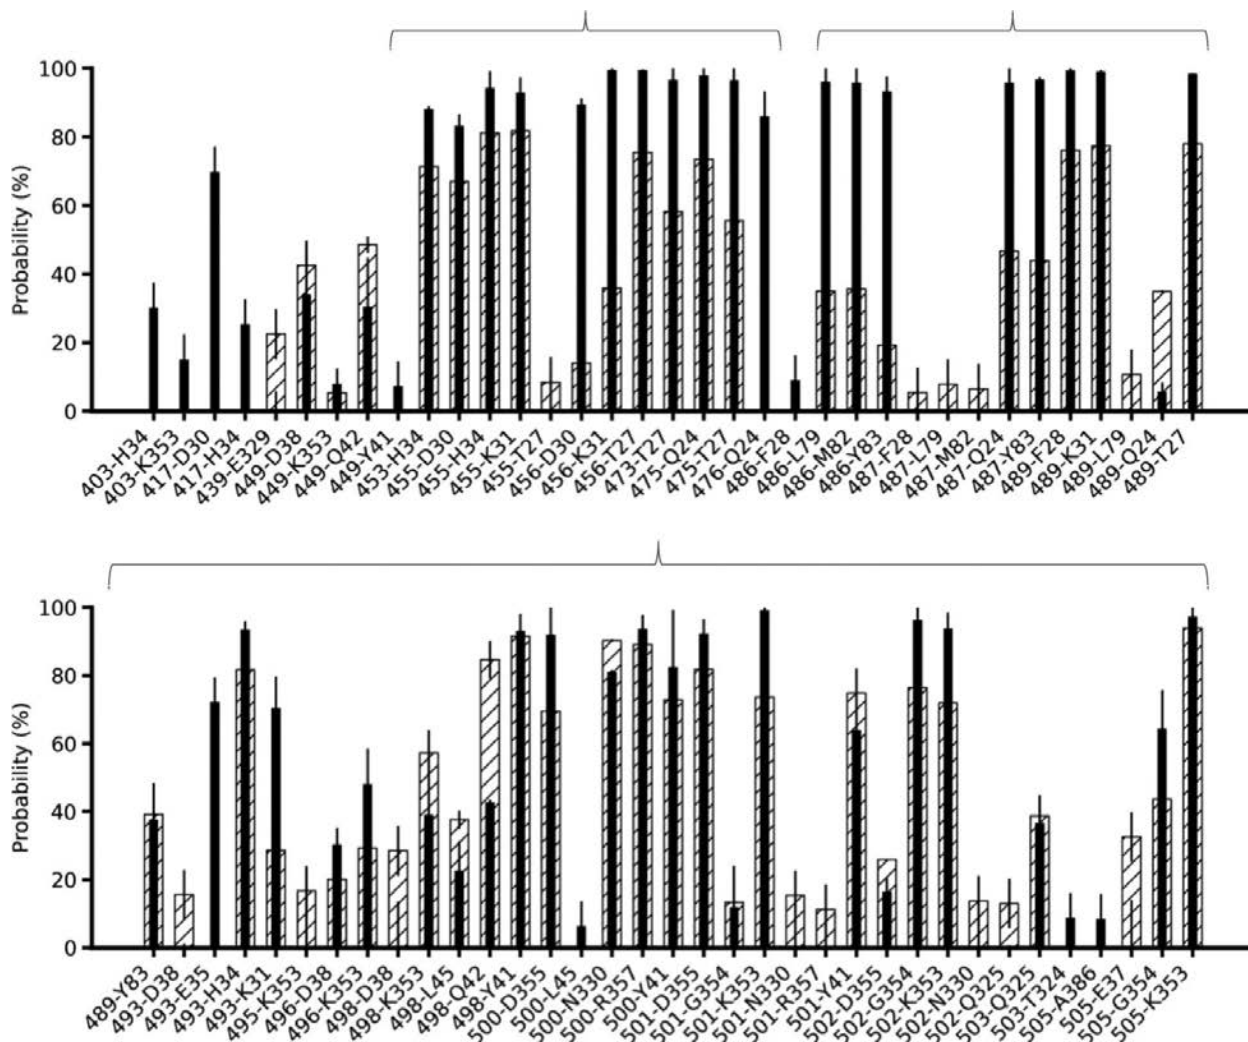 Probability (%)
100
80
60
40
20
0
403-H34
403-K353
417-D30
417-H34
439-E329
449-D38
449-K353
449-Q42
449-Y41
453-H34
455-D30
455-H34
455-K31
455-T27
456-D30
456-K31
456-T27
473-T27
475-Q24
475-T27
476-Q24
486-F28
486-L79
486-M82
486-Y83
487-F28
487-L79
487-M82
487-Q24
487-Y83
489-F28
489-K31
489-L79
489-Q24
489-T27
Probability (%)
100
80
60
40
20
0
489-Y83
493-D38
493-E35
493-H34
493-K31
495-K353
496-D38
496-K353
498-D38
498-K353
498-L45
498-Q42
498-Y41
500-D355
500-L45
500-N330
500-R357
500-Y41
501-D355
501-G354
501-K353
501-N330
501-R357
501-Y41
502-D355
502-G354
502-K353
502-N330
502-Q325
503-Q325
503-T324
505-A386
505-E37
505-G354
505-K353